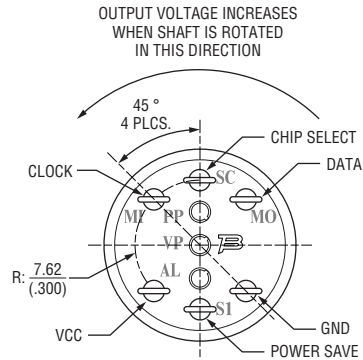 OUTPUT VOLTAGE INCREASES
WHEN SHAFT IS ROTATED
IN THIS DIRECTION
45 °
4 PLCS.
CHIP SELECT
CLOCK
DATA
SC
MI
PP
MO
VP
R: 7.62
(.300)
AL
S1
VCC
GND
POWER SAVE